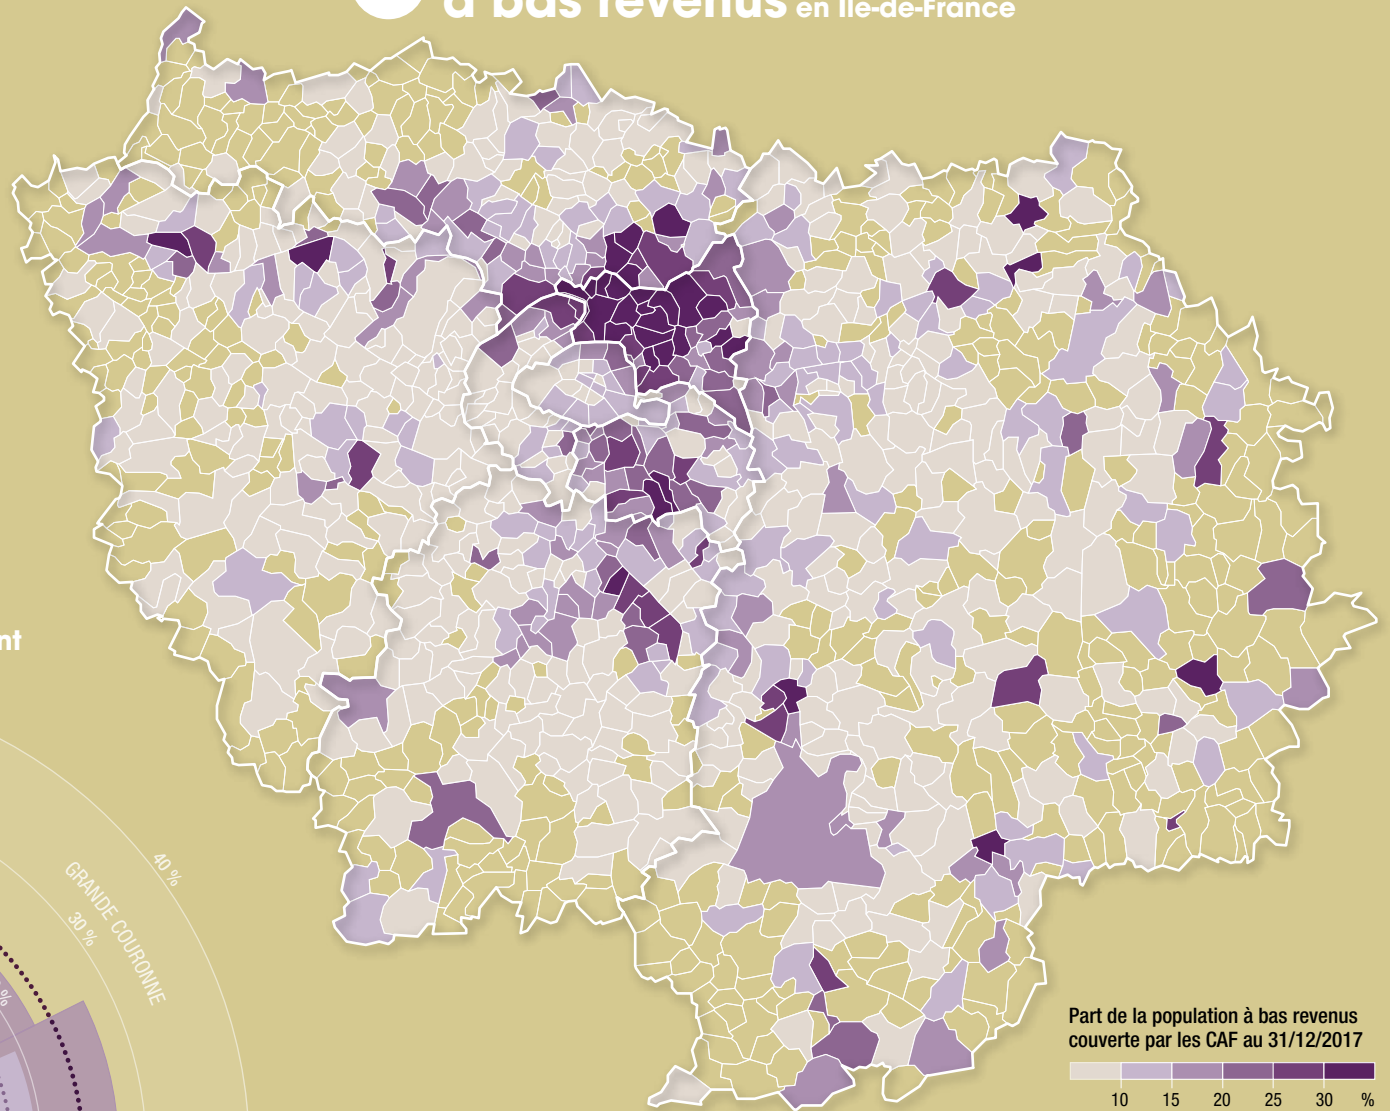 à bas revenus en Île-de-France
nt
40 %
GRANDE COURONNE
30 %
%
Part de la population à bas revenus
couverte par les CAF au 31/12/2017
10 15 20 25 30 %